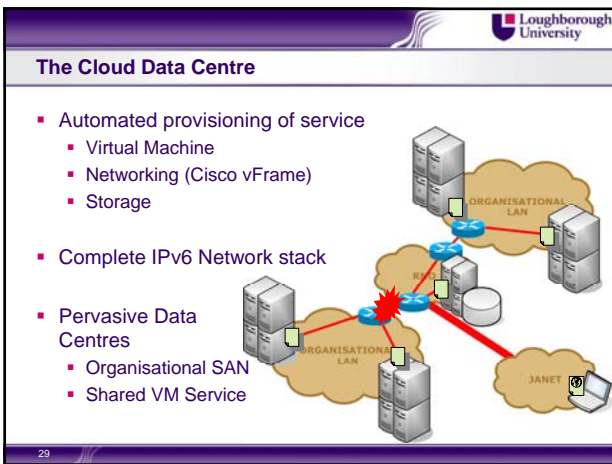 Loughborough
University
The Cloud Data Centre
Automated provisioning of service
Virtual Machine
Networking (Cisco vFrame)
Storage
Complete IPv6 Network stack
Pervasive Data
Centres
Organisational SAN
Shared VM Service
ORGANISATIONAL
LAN
ORGANISATIONAL
LAN
JANET
29